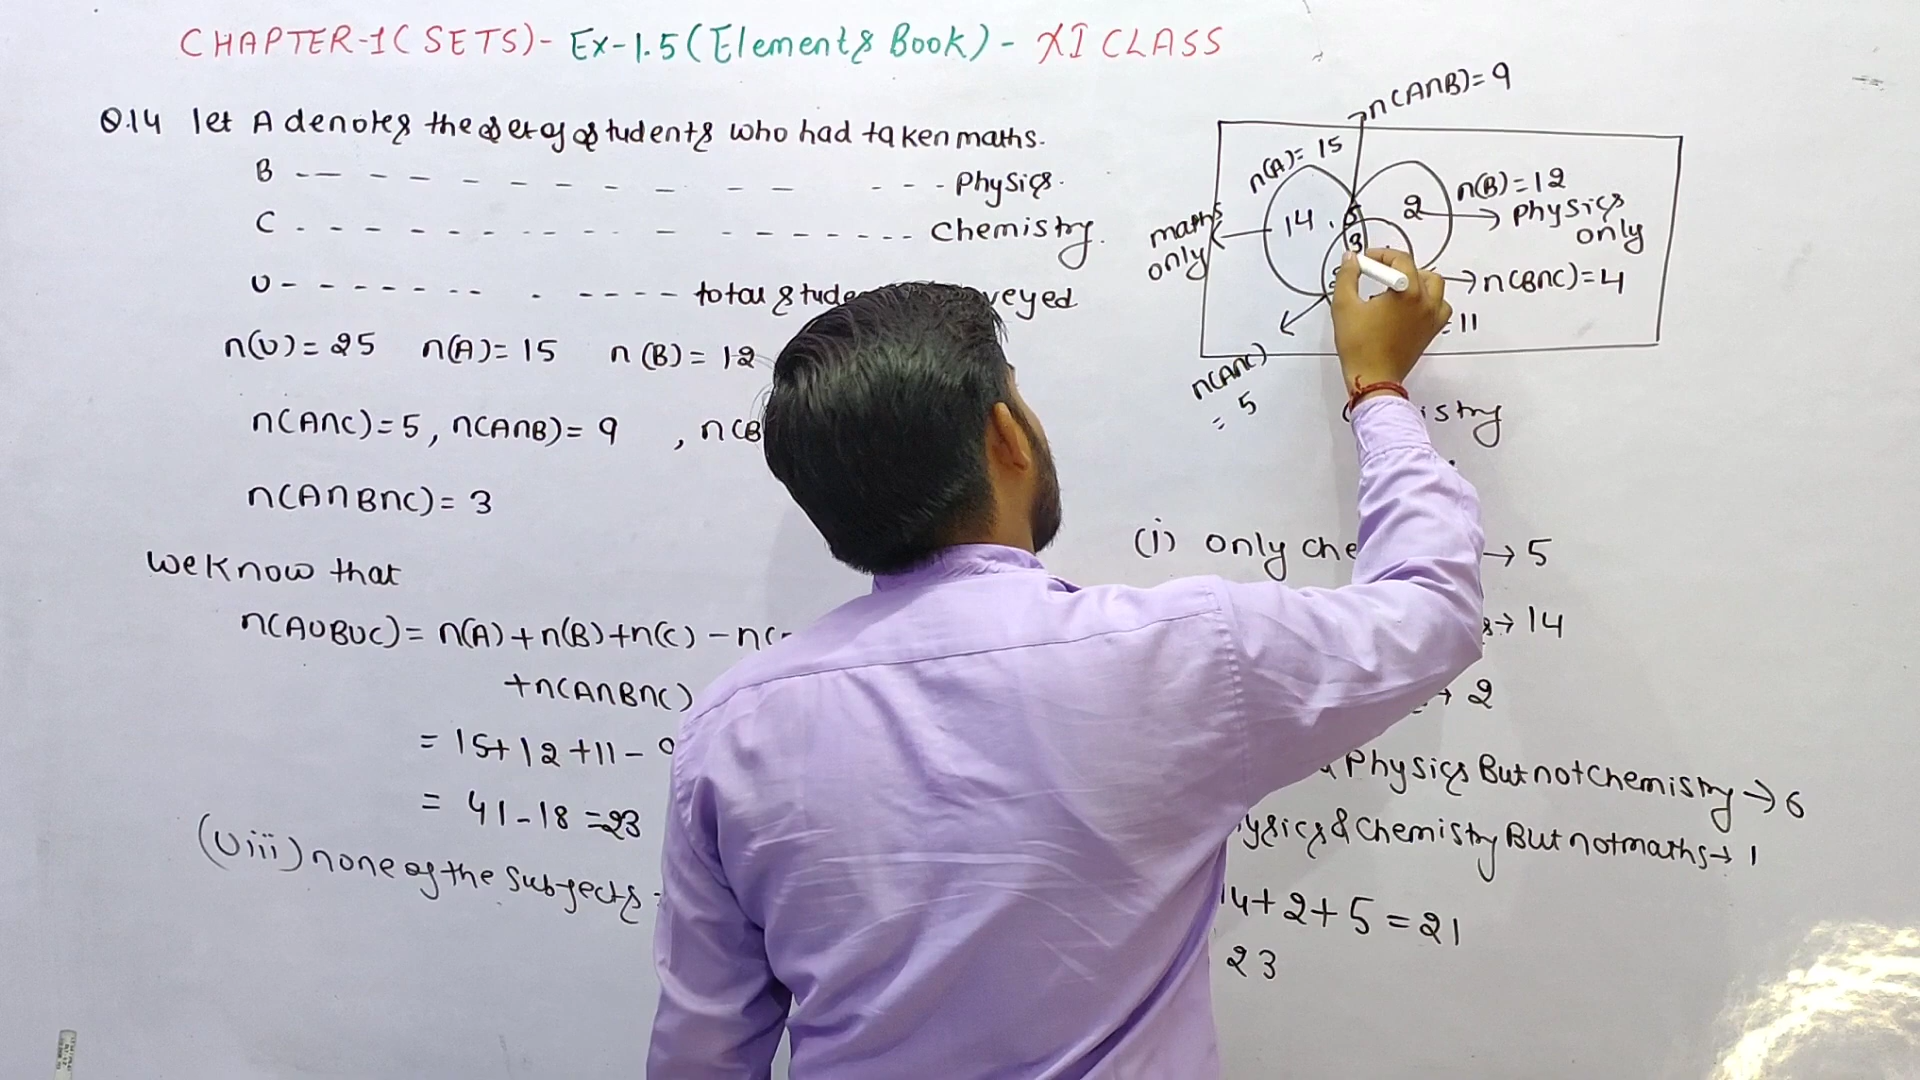 CHAPTER-1(SETS)- Ex-1.5(Elements Book) - XI CLASS
Q.14 let A denotes the set of students who had taken maths.
B - - - - - - - - - - - - - - - Physics.
C - - - - - - - - - - - - - - - Chemistry.
U - - - - - - - - - - - - - total
n(U)=25 n(A)=15 n(B)=12
n(A∩C)=5, n(A∩B)=9 , n(B
n(A∩B∩C)=3
We know that
n(AUBUC)= n(A)+n(B)+n(C) - n(
+n(A∩B∩C)
= 15+12+11-9
= 41-18=23
(viii) none of the subjects
n(A∩B)=9
n(A)=15
n(B)=12
maths only
14
2
physics only
3
n(B∩C)=4
11
n(A∩C)
= 5
(i) only → 5
→ 14
→ 2
Physics But not Chemistry → 6
& Chemistry But not maths → 1
14+2+5=21
23